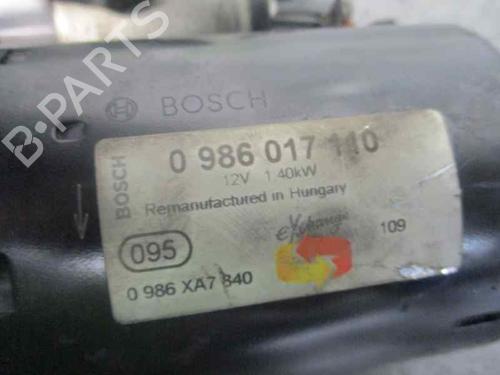 BOSCH
BOSCH
0 986 017 110
12V 1.40kW
Remanufactured in Hungary
eXchange
109
095
0 986 XA7 840
B-PARTS